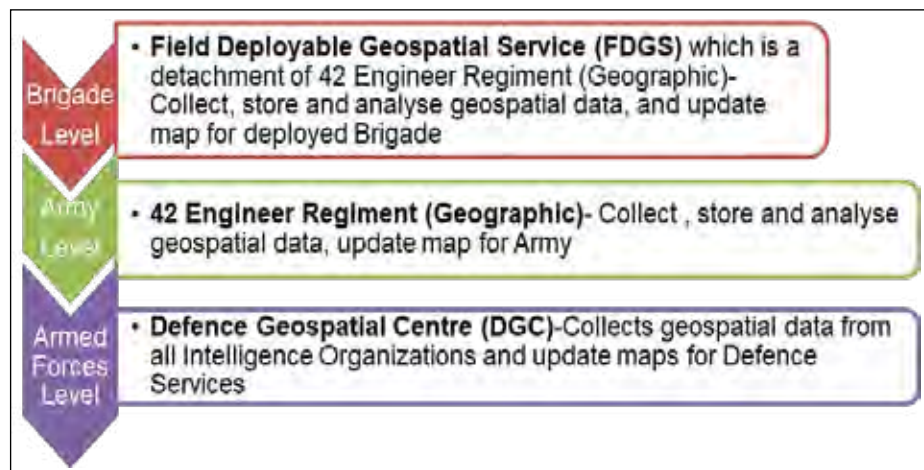 Brigade
Level
• Field Deployable Geospatial Service (FDGS) which is a
detachment of 42 Engineer Regiment (Geographic)-
Collect, store and analyse geospatial data, and update
map for deployed Brigade
Army
Level
• 42 Engineer Regiment (Geographic)- Collect , store and analyse
geospatial data, update map for Army
Armed
Forces
Level
• Defence Geospatial Centre (DGC)-Collects geospatial data from
all Intelligence Organizations and update maps for Defence
Services